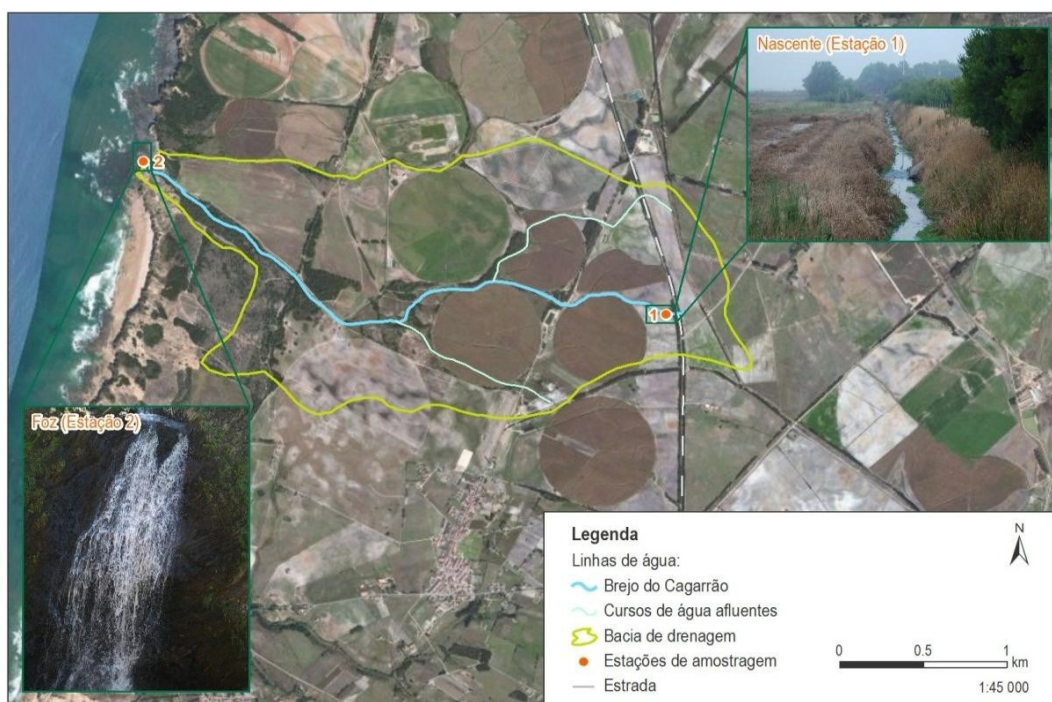 Nascente (Estação 1)
2
1
Foz (Estação 2)
Legenda
Linhas de água:
Brejo do Cagarrão
Cursos de água afluentes
Bacia de drenagem
Estações de amostragem
Estrada
N
0 0.5 1
km
1:45 000